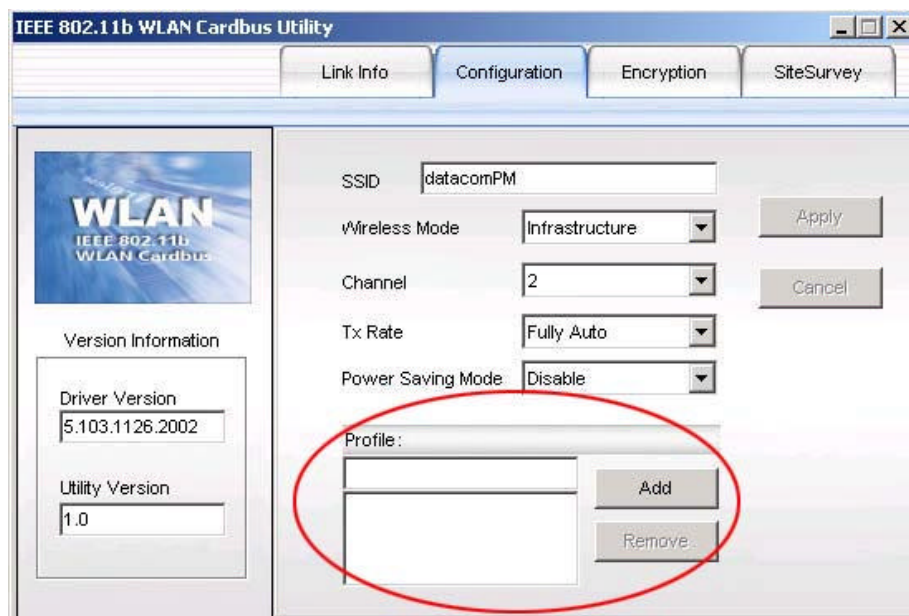 IEEE 802.11b WLAN Cardbus Utility
Link Info
Configuration
Encryption
SiteSurvey
WLAN
IEEE 802.11b
WLAN Cardbus
Version Information
Driver Version
5.103.1126.2002
Utility Version
1.0
SSID datacomPM
Wireless Mode Infrastructure
Channel 2
Tx Rate Fully Auto
Power Saving Mode Disable
Apply
Cancel
Profile:
Add
Remove